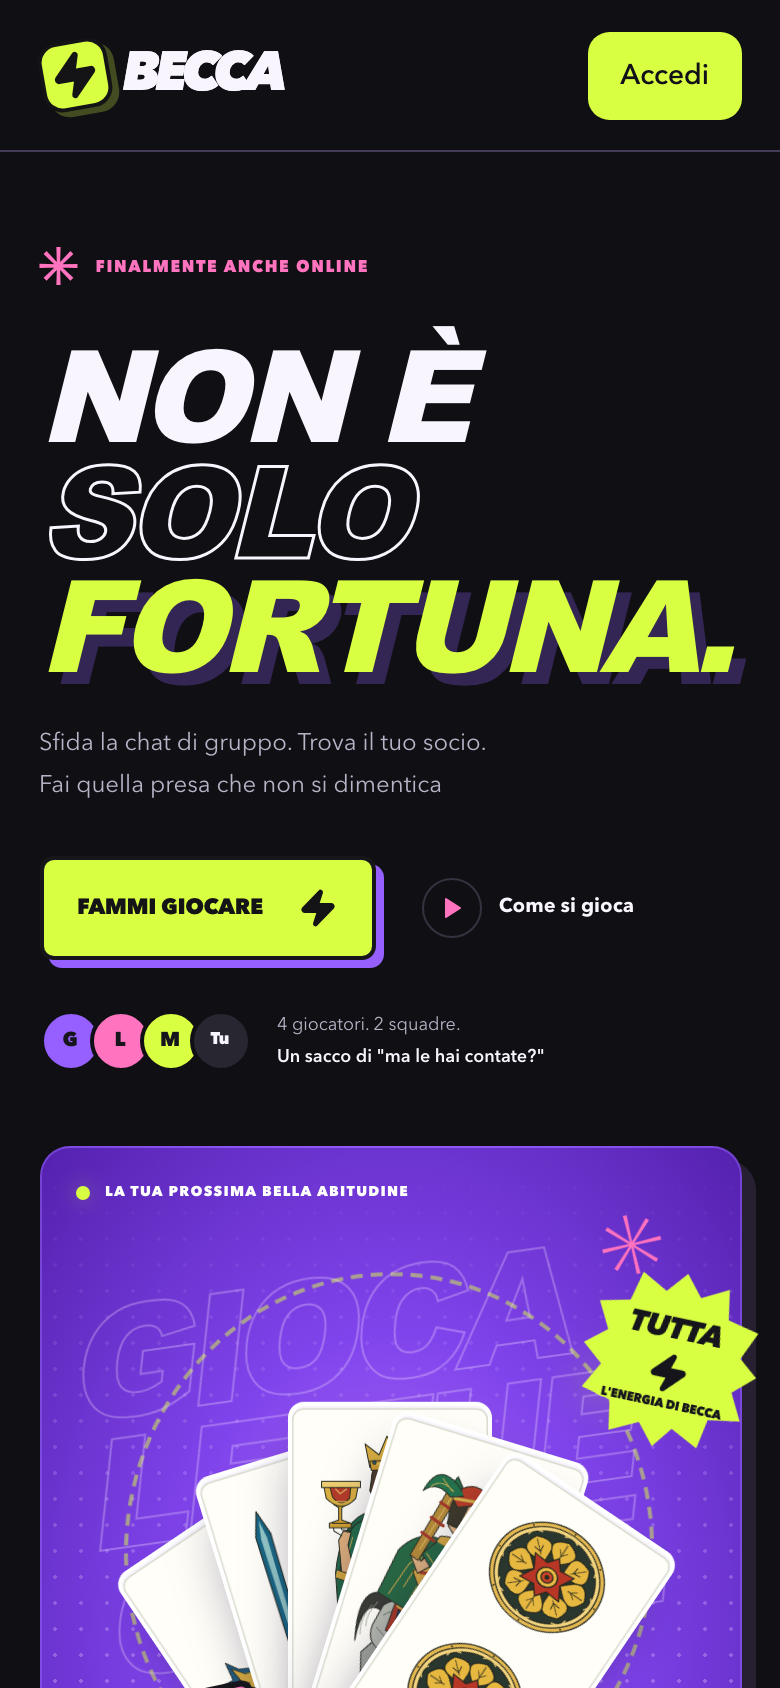 BECCA
Accedi
FINALMENTE ANCHE ONLINE
NON È
SOLO
FORTUNA.
Sfida la chat di gruppo. Trova il tuo socio.
Fai quella presa che non si dimentica
FAMMI GIOCARE
Come si gioca
G L M Tu
4 giocatori. 2 squadre.
Un sacco di "ma le hai contate?"
LA TUA PROSSIMA BELLA ABITUDINE
TUTTA
L'ENERGIA DI BECCA
GIOCA